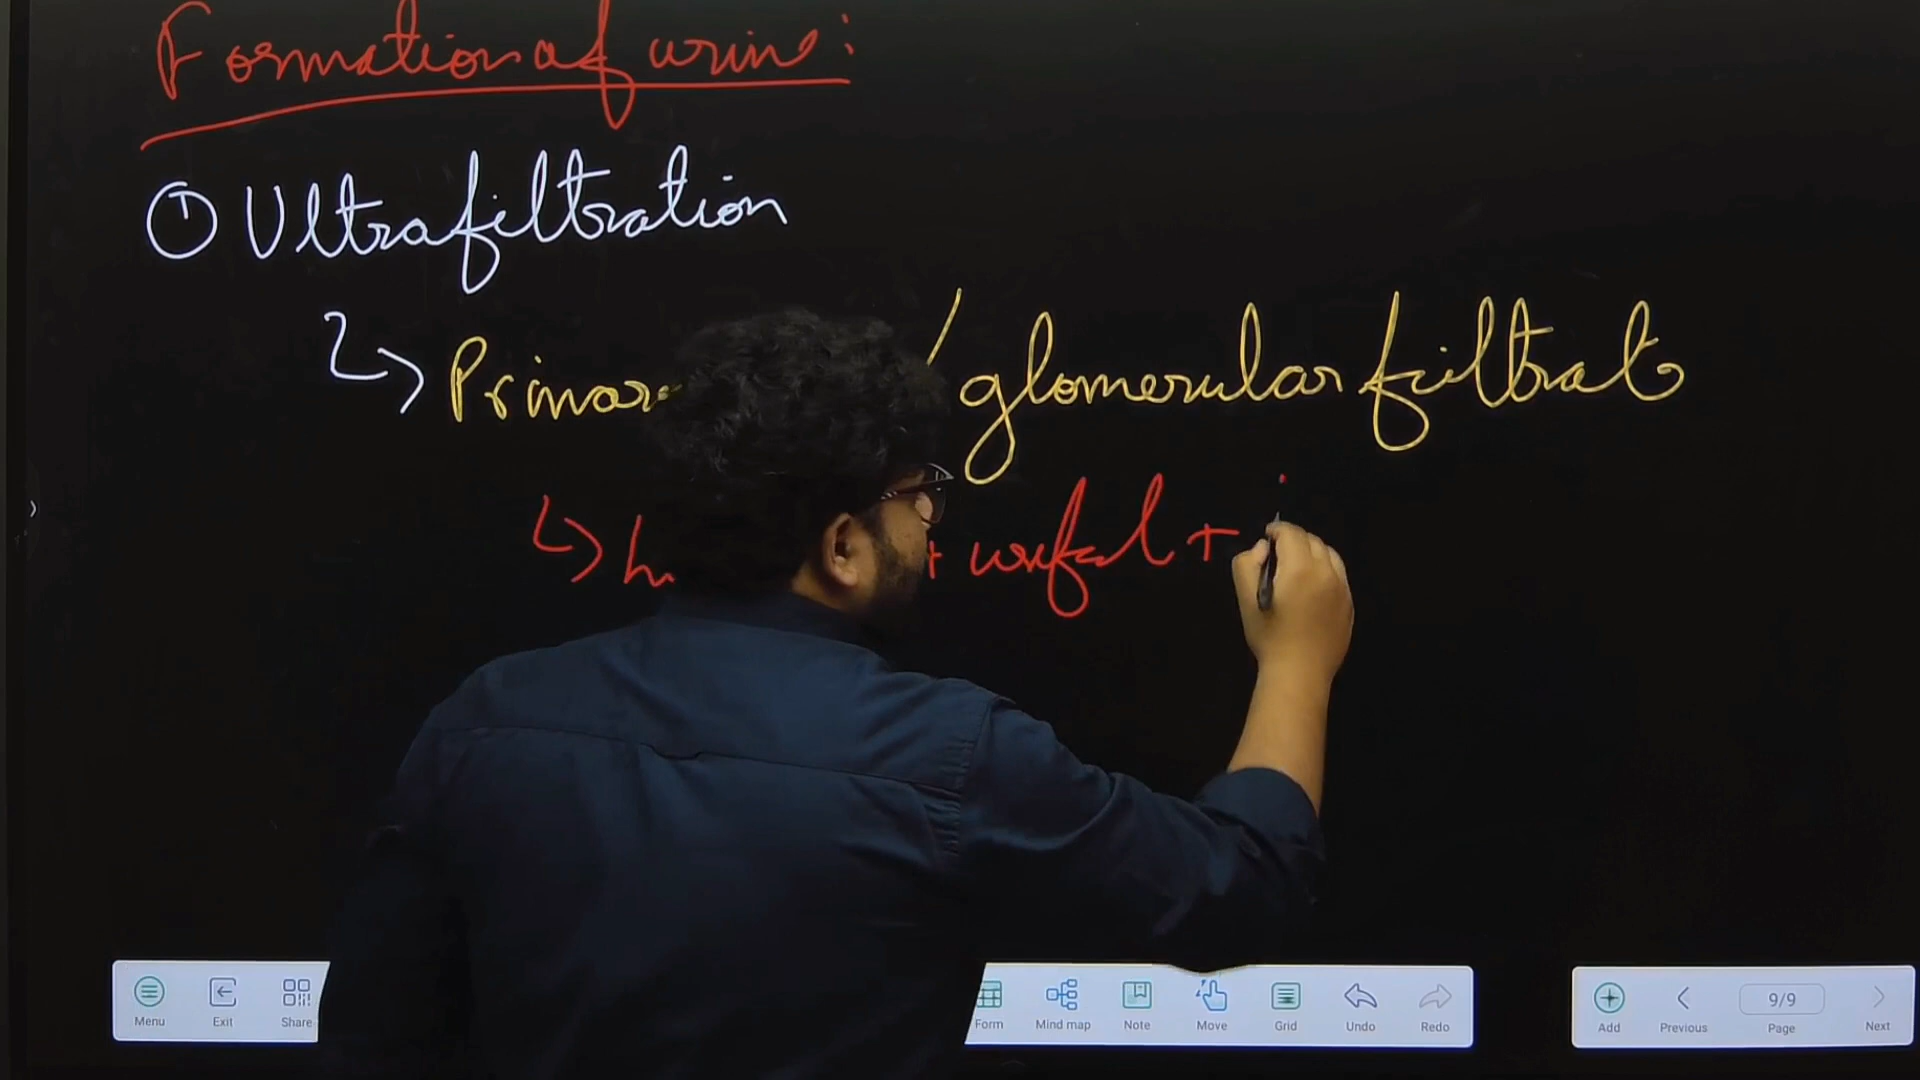 Formation of urine:
① Ultrafiltration
↳ / glomerular filtrate
↳ + useful +
Menu Exit Share Form Mind map Note Move Grid Undo Redo Add Previous 9/9 Page Next